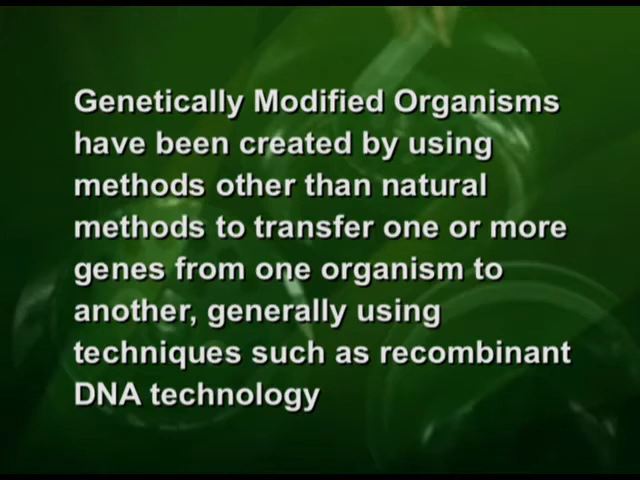 Genetically Modified Organisms
have been created by using
methods other than natural
methods to transfer one or more
genes from one organism to
another, generally using
techniques such as recombinant
DNA technology